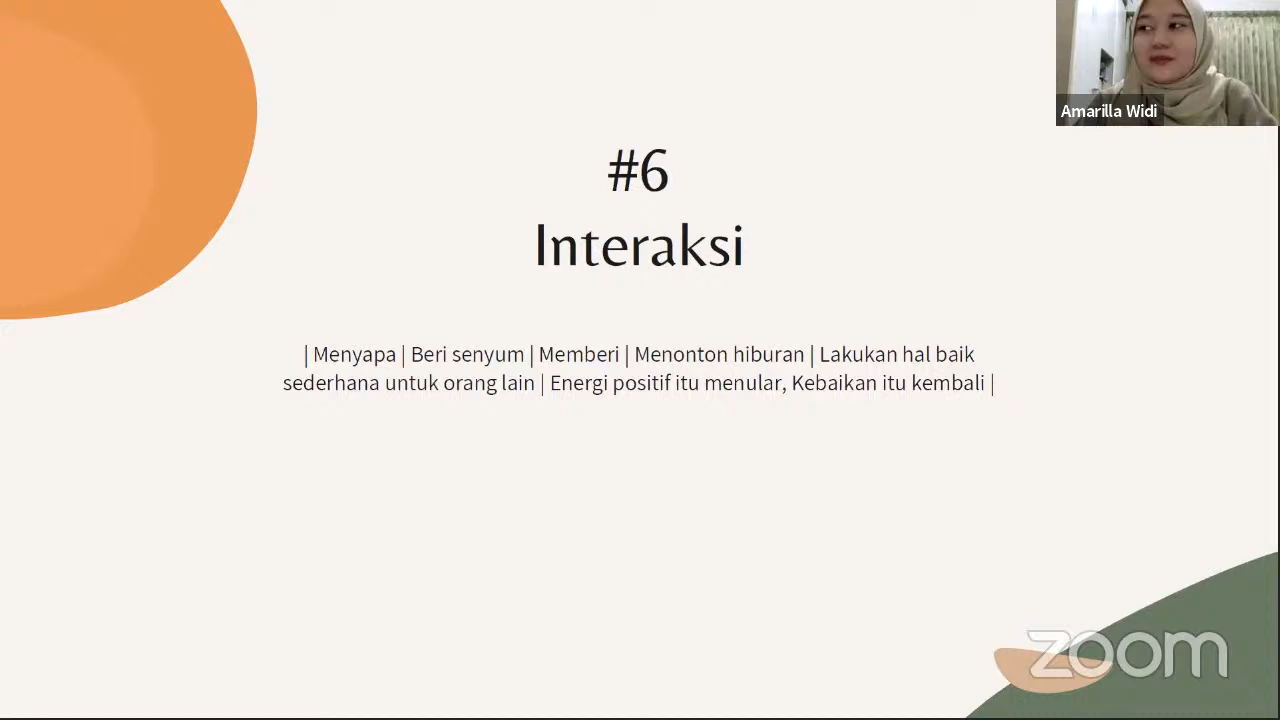 Amarilla Widi
#6
Interaksi
| Menyapa | Beri senyum | Memberi | Menonton hiburan | Lakukan hal baik
sederhana untuk orang lain | Energi positif itu menular, Kebaikan itu kembali |
zoom